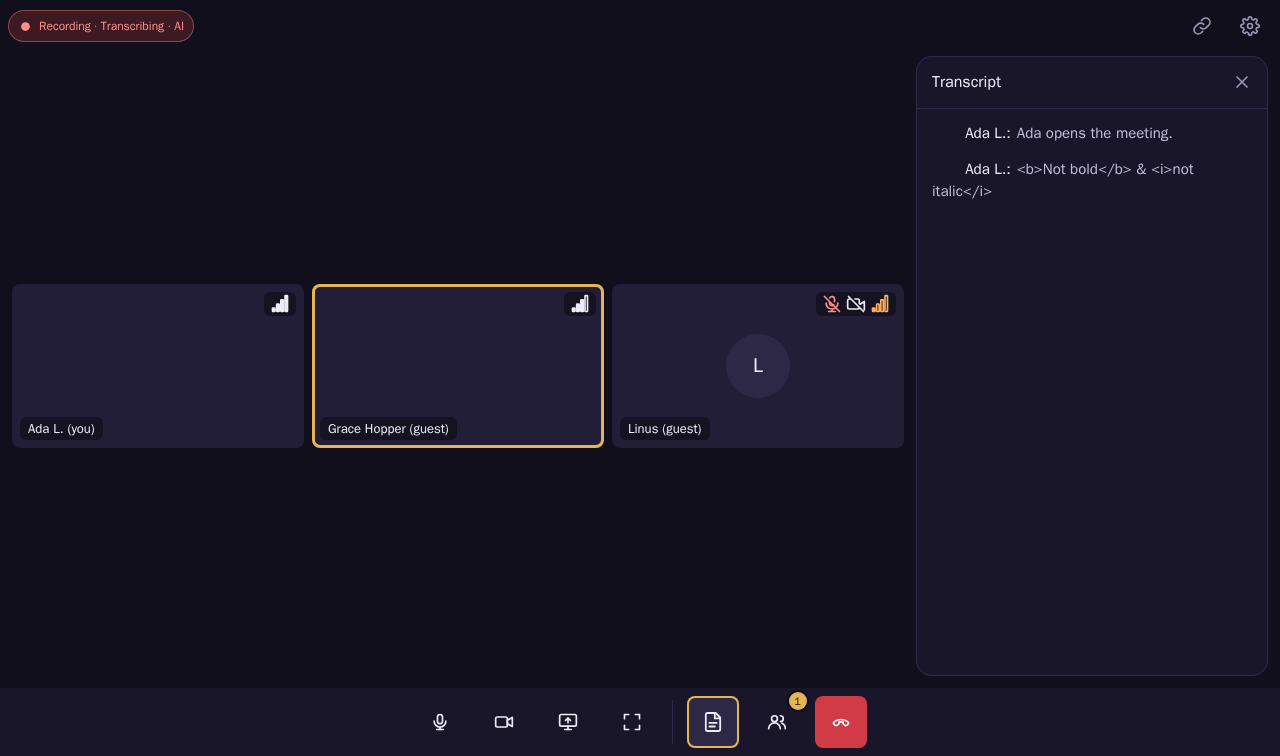 Recording · Transcribing · AI
Transcript
Ada L.: Ada opens the meeting.
Ada L.: <b>Not bold</b> & <i>not
italic</i>
L
Ada L. (you)
Grace Hopper (guest)
Linus (guest)
1